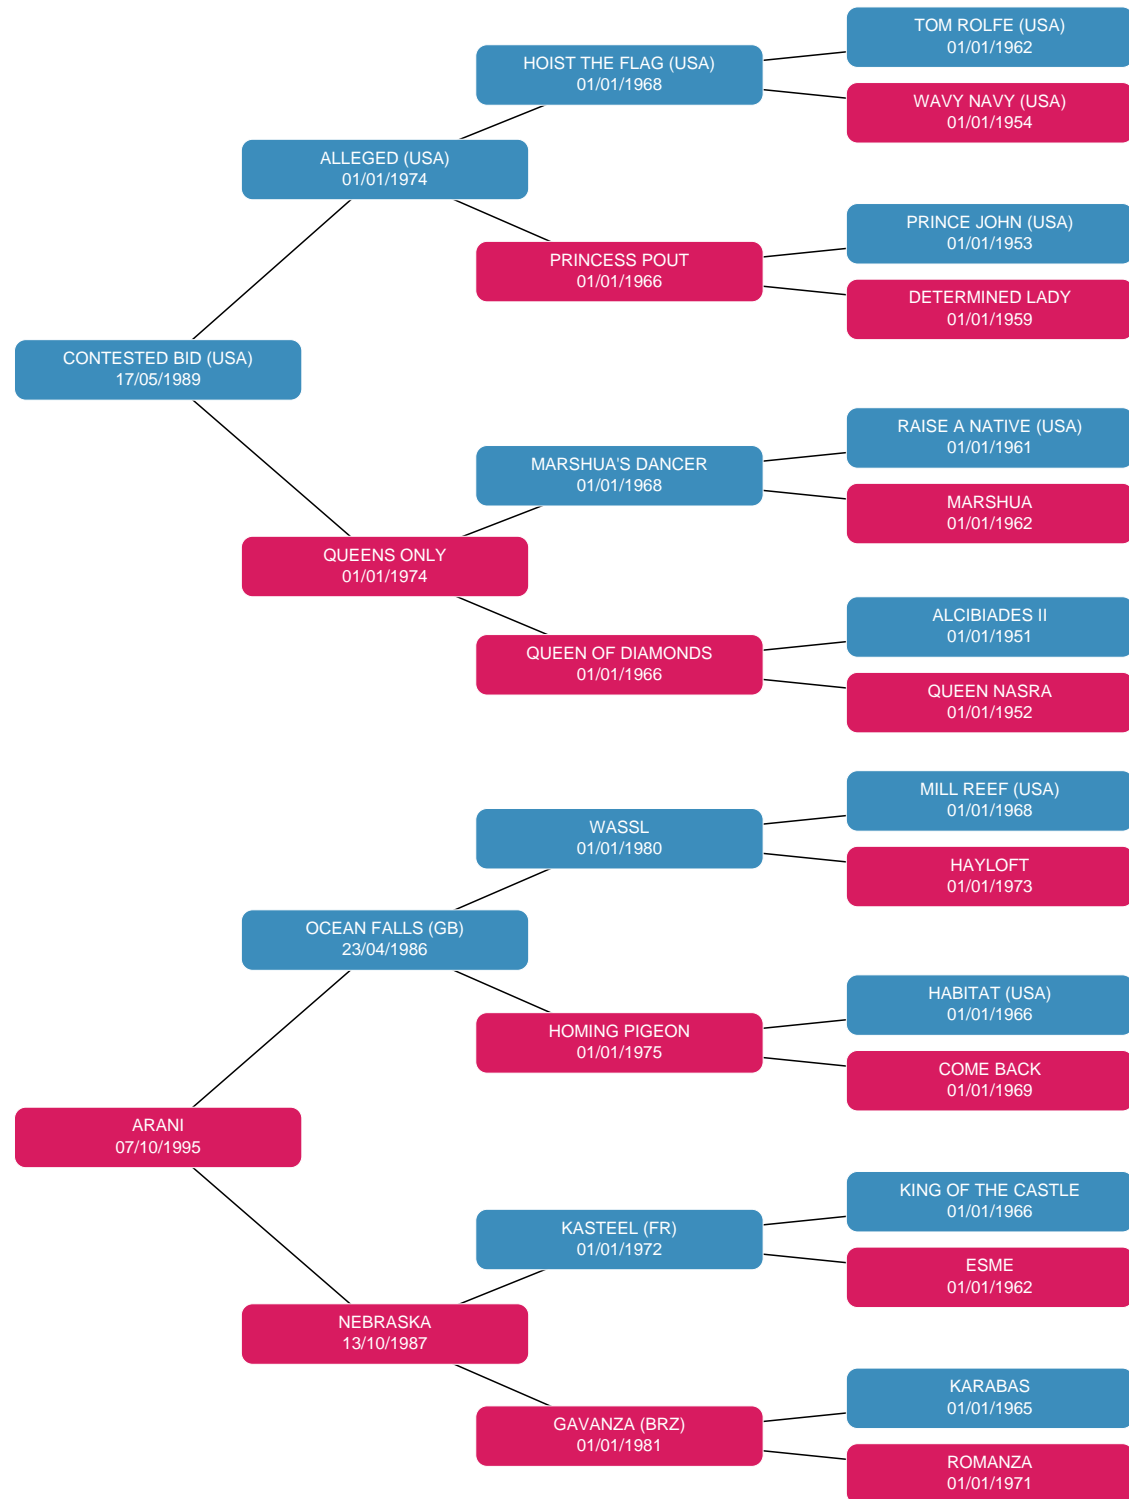 TOM ROLFE (USA)
01/01/1962
HOIST THE FLAG (USA)
01/01/1968
WAVY NAVY (USA)
01/01/1954
ALLEGED (USA)
01/01/1974
PRINCE JOHN (USA)
01/01/1953
PRINCESS POUT
01/01/1966
DETERMINED LADY
01/01/1959
CONTESTED BID (USA)
17/05/1989
RAISE A NATIVE (USA)
01/01/1961
MARSHUA'S DANCER
01/01/1968
MARSHUA
01/01/1962
QUEENS ONLY
01/01/1974
ALCIBIADES II
01/01/1951
QUEEN OF DIAMONDS
01/01/1966
QUEEN NASRA
01/01/1952
MILL REEF (USA)
01/01/1968
WASSL
01/01/1980
HAYLOFT
01/01/1973
OCEAN FALLS (GB)
23/04/1986
HABITAT (USA)
01/01/1966
HOMING PIGEON
01/01/1975
COME BACK
01/01/1969
ARANI
07/10/1995
KING OF THE CASTLE
01/01/1966
KASTEEL (FR)
01/01/1972
ESME
01/01/1962
NEBRASKA
13/10/1987
KARABAS
01/01/1965
GAVANZA (BRZ)
01/01/1981
ROMANZA
01/01/1971